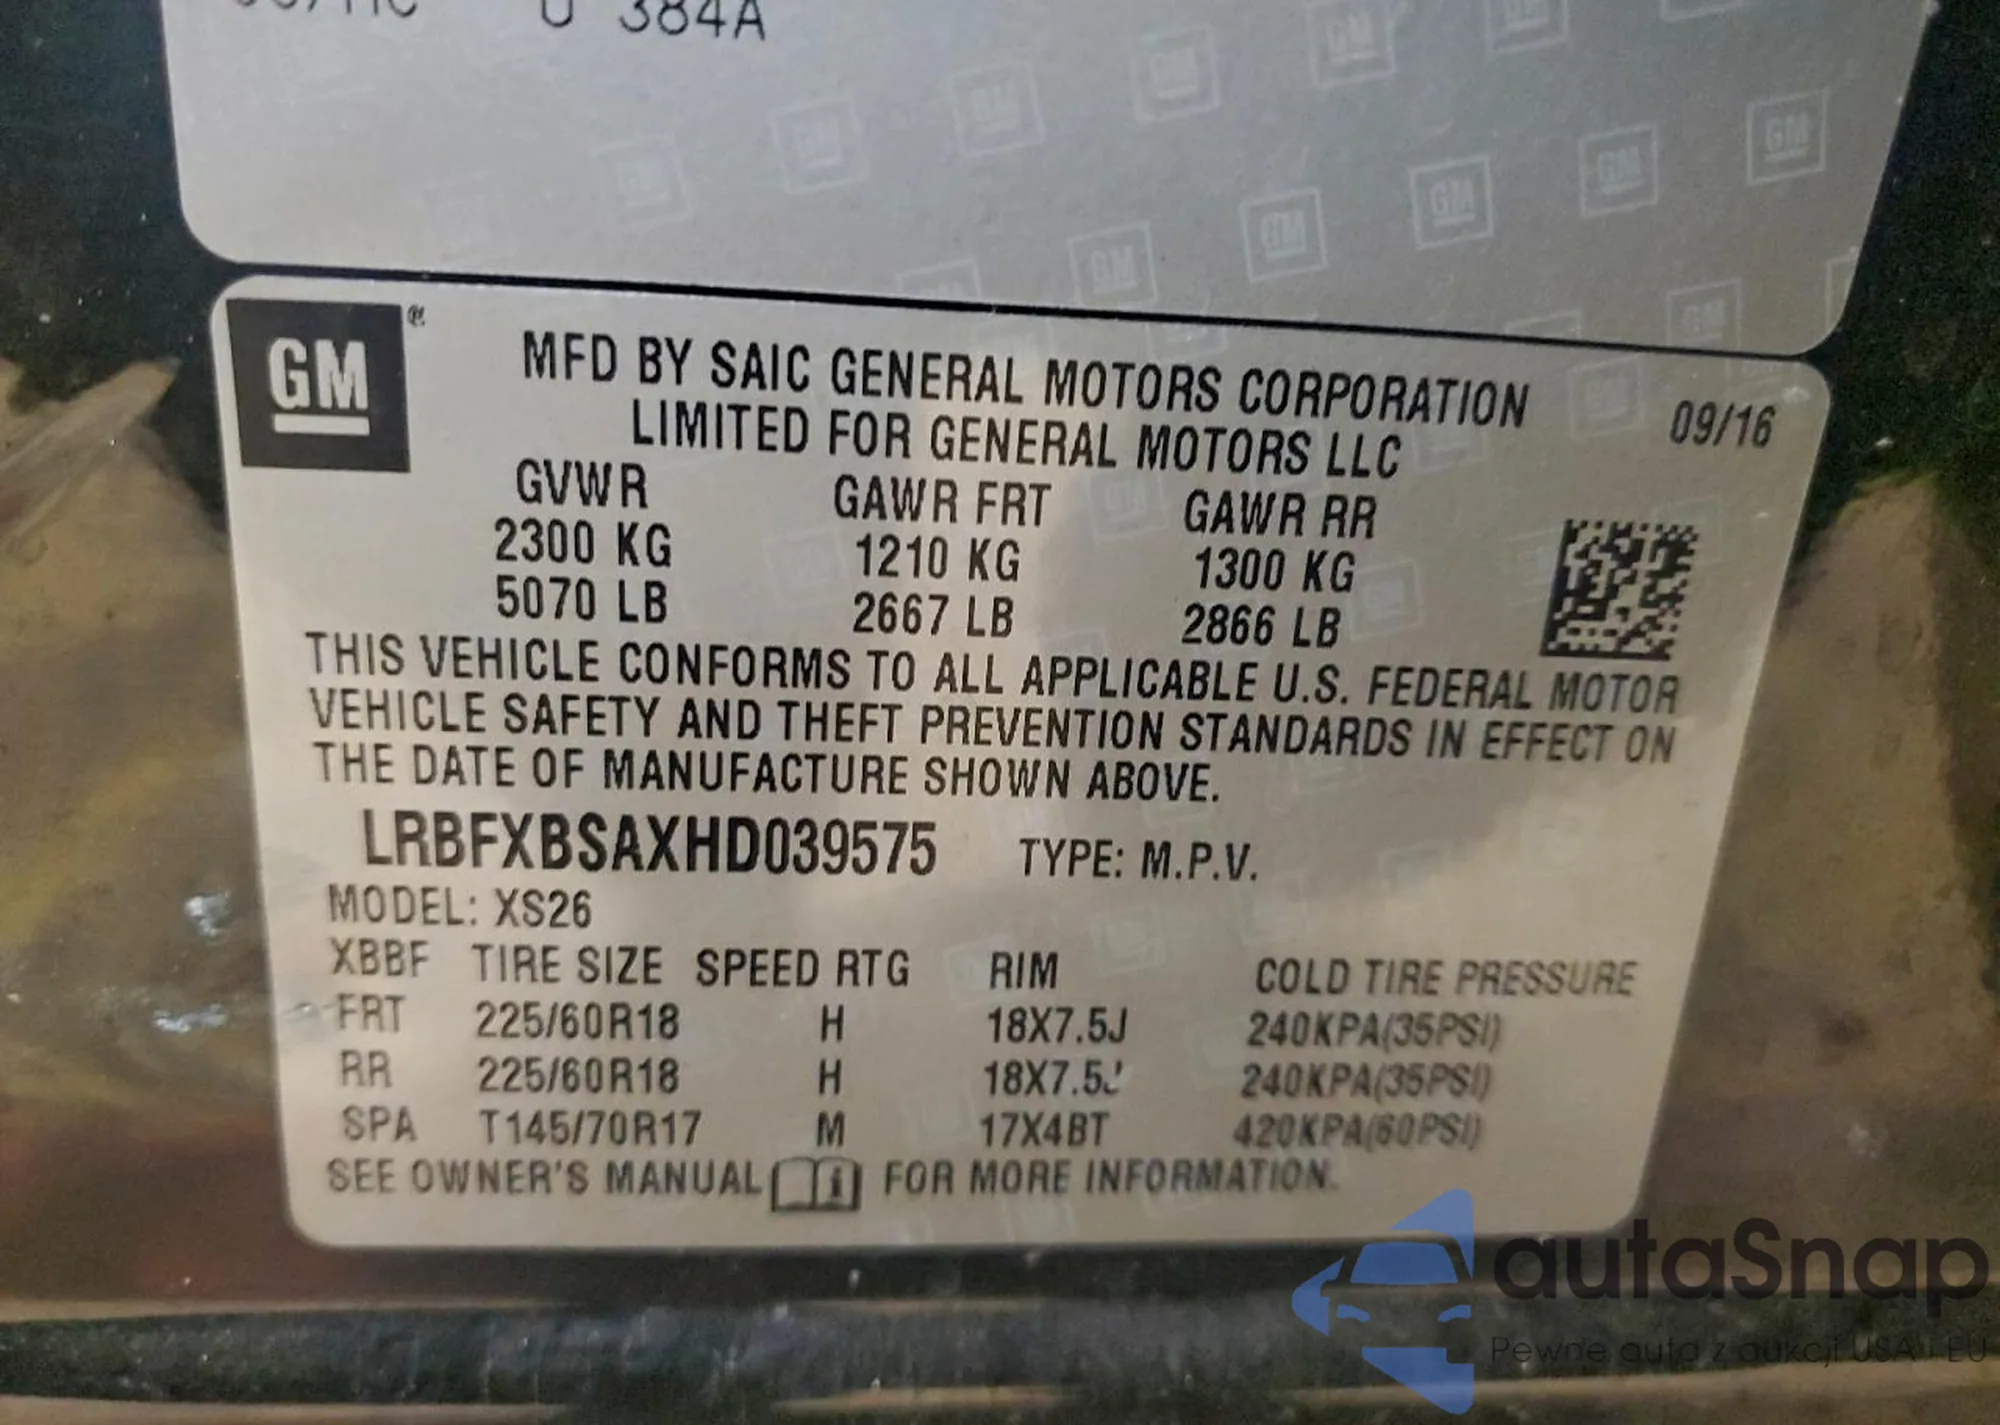 U 384A
GM
MFD BY SAIC GENERAL MOTORS CORPORATION
LIMITED FOR GENERAL MOTORS LLC
09/16
GVWR GAWR FRT GAWR RR
2300 KG 1210 KG 1300 KG
5070 LB 2667 LB 2866 LB
THIS VEHICLE CONFORMS TO ALL APPLICABLE U.S. FEDERAL MOTOR
VEHICLE SAFETY AND THEFT PREVENTION STANDARDS IN EFFECT ON
THE DATE OF MANUFACTURE SHOWN ABOVE.
LRBFXBSAXHD039575 TYPE: M.P.V.
MODEL: XS26
XBBF TIRE SIZE SPEED RTG RIM COLD TIRE PRESSURE
FRT 225/60R18 H 18X7.5J 240KPA(35PSI)
RR 225/60R18 H 18X7.5J 240KPA(35PSI)
SPA T145/70R17 M 17X4BT 420KPA(60PSI)
SEE OWNER'S MANUAL FOR MORE INFORMATION.
autaSnap
Pewne auta z aukcji USA i EU